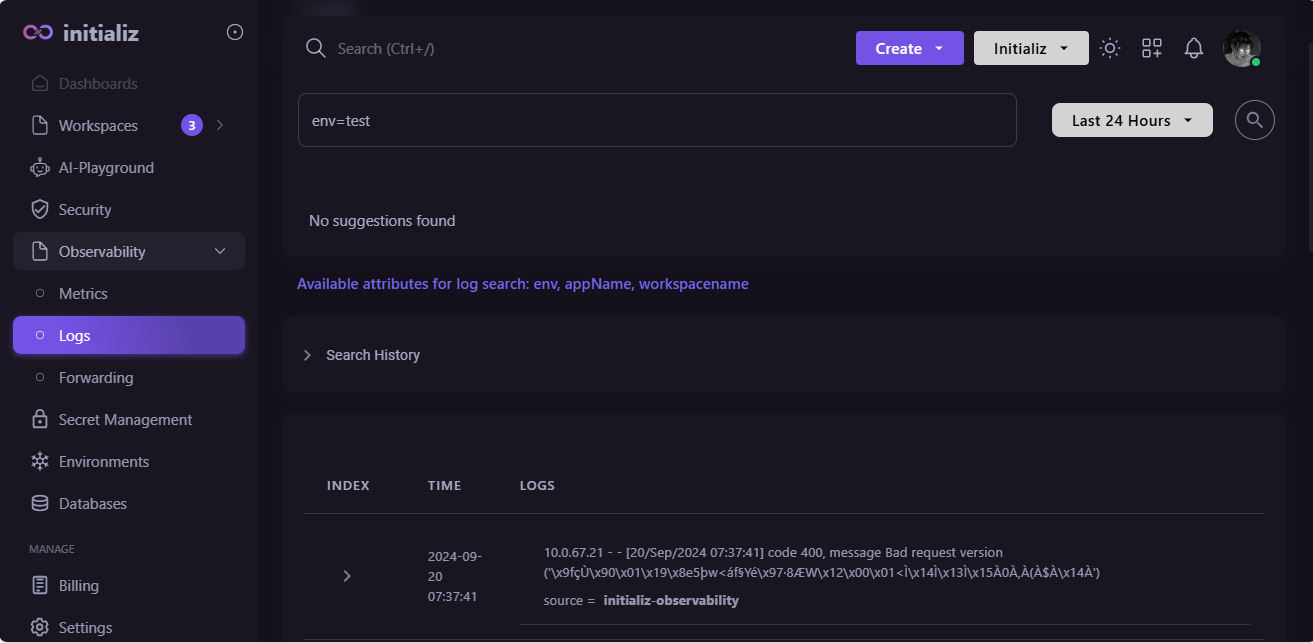 initializ
Dashboards
Workspaces 3
AI-Playground
Security
Observability
Metrics
Logs
Forwarding
Secret Management
Environments
Databases
MANAGE
Billing
Settings
Search (Ctrl+/)
Create
Initializ
env=test
Last 24 Hours
No suggestions found
Available attributes for log search: env, appName, workspacename
Search History
INDEX TIME LOGS
2024-09-
20
07:37:41
10.0.67.21 - - [20/Sep/2024 07:37:41] code 400, message Bad request version
('\x9fçÙ\x90\x01\x19\x8e5þw<áf§Yé\x97·8ÆW\x12\x00\x01<Ì\x14Ì\x13Ì\x15À0À,À(À$À\x14À')
source = initializ-observability